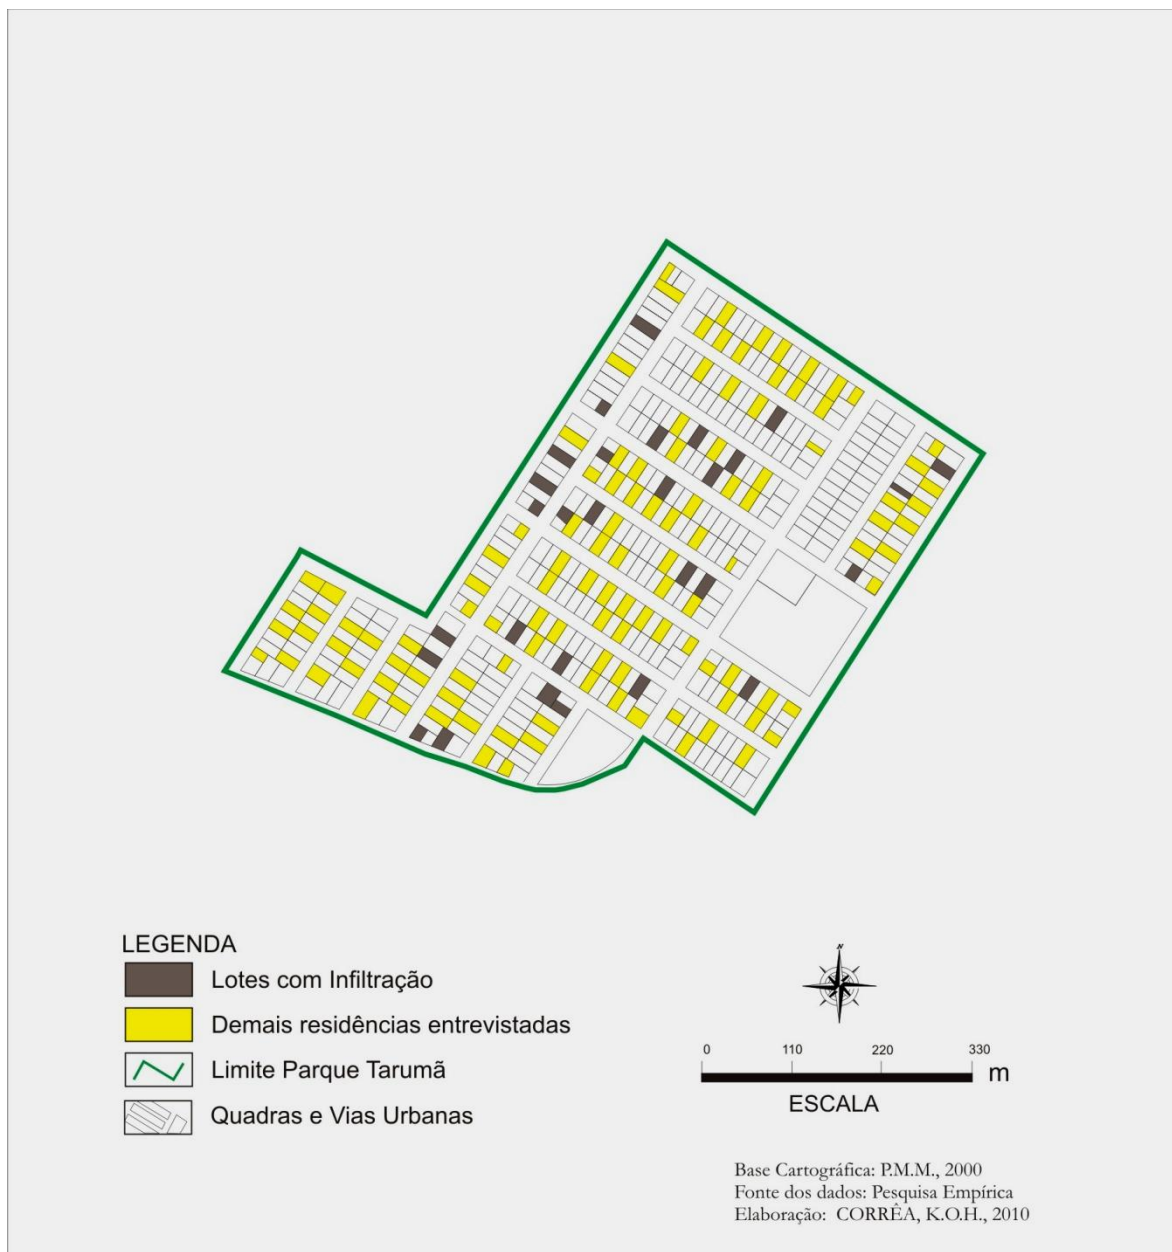 LEGENDA
Lotes com Infiltração
Demais residências entrevistadas
Limite Parque Tarumã
Quadras e Vias Urbanas
N
0 110 220 330
m
ESCALA
Base Cartográfica: P.M.M., 2000
Fonte dos dados: Pesquisa Empírica
Elaboração: CORRÊA, K.O.H., 2010